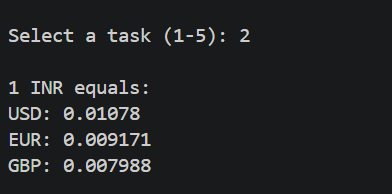 Select a task (1-5): 2
1 INR equals:
USD: 0.01078
EUR: 0.009171
GBP: 0.007988